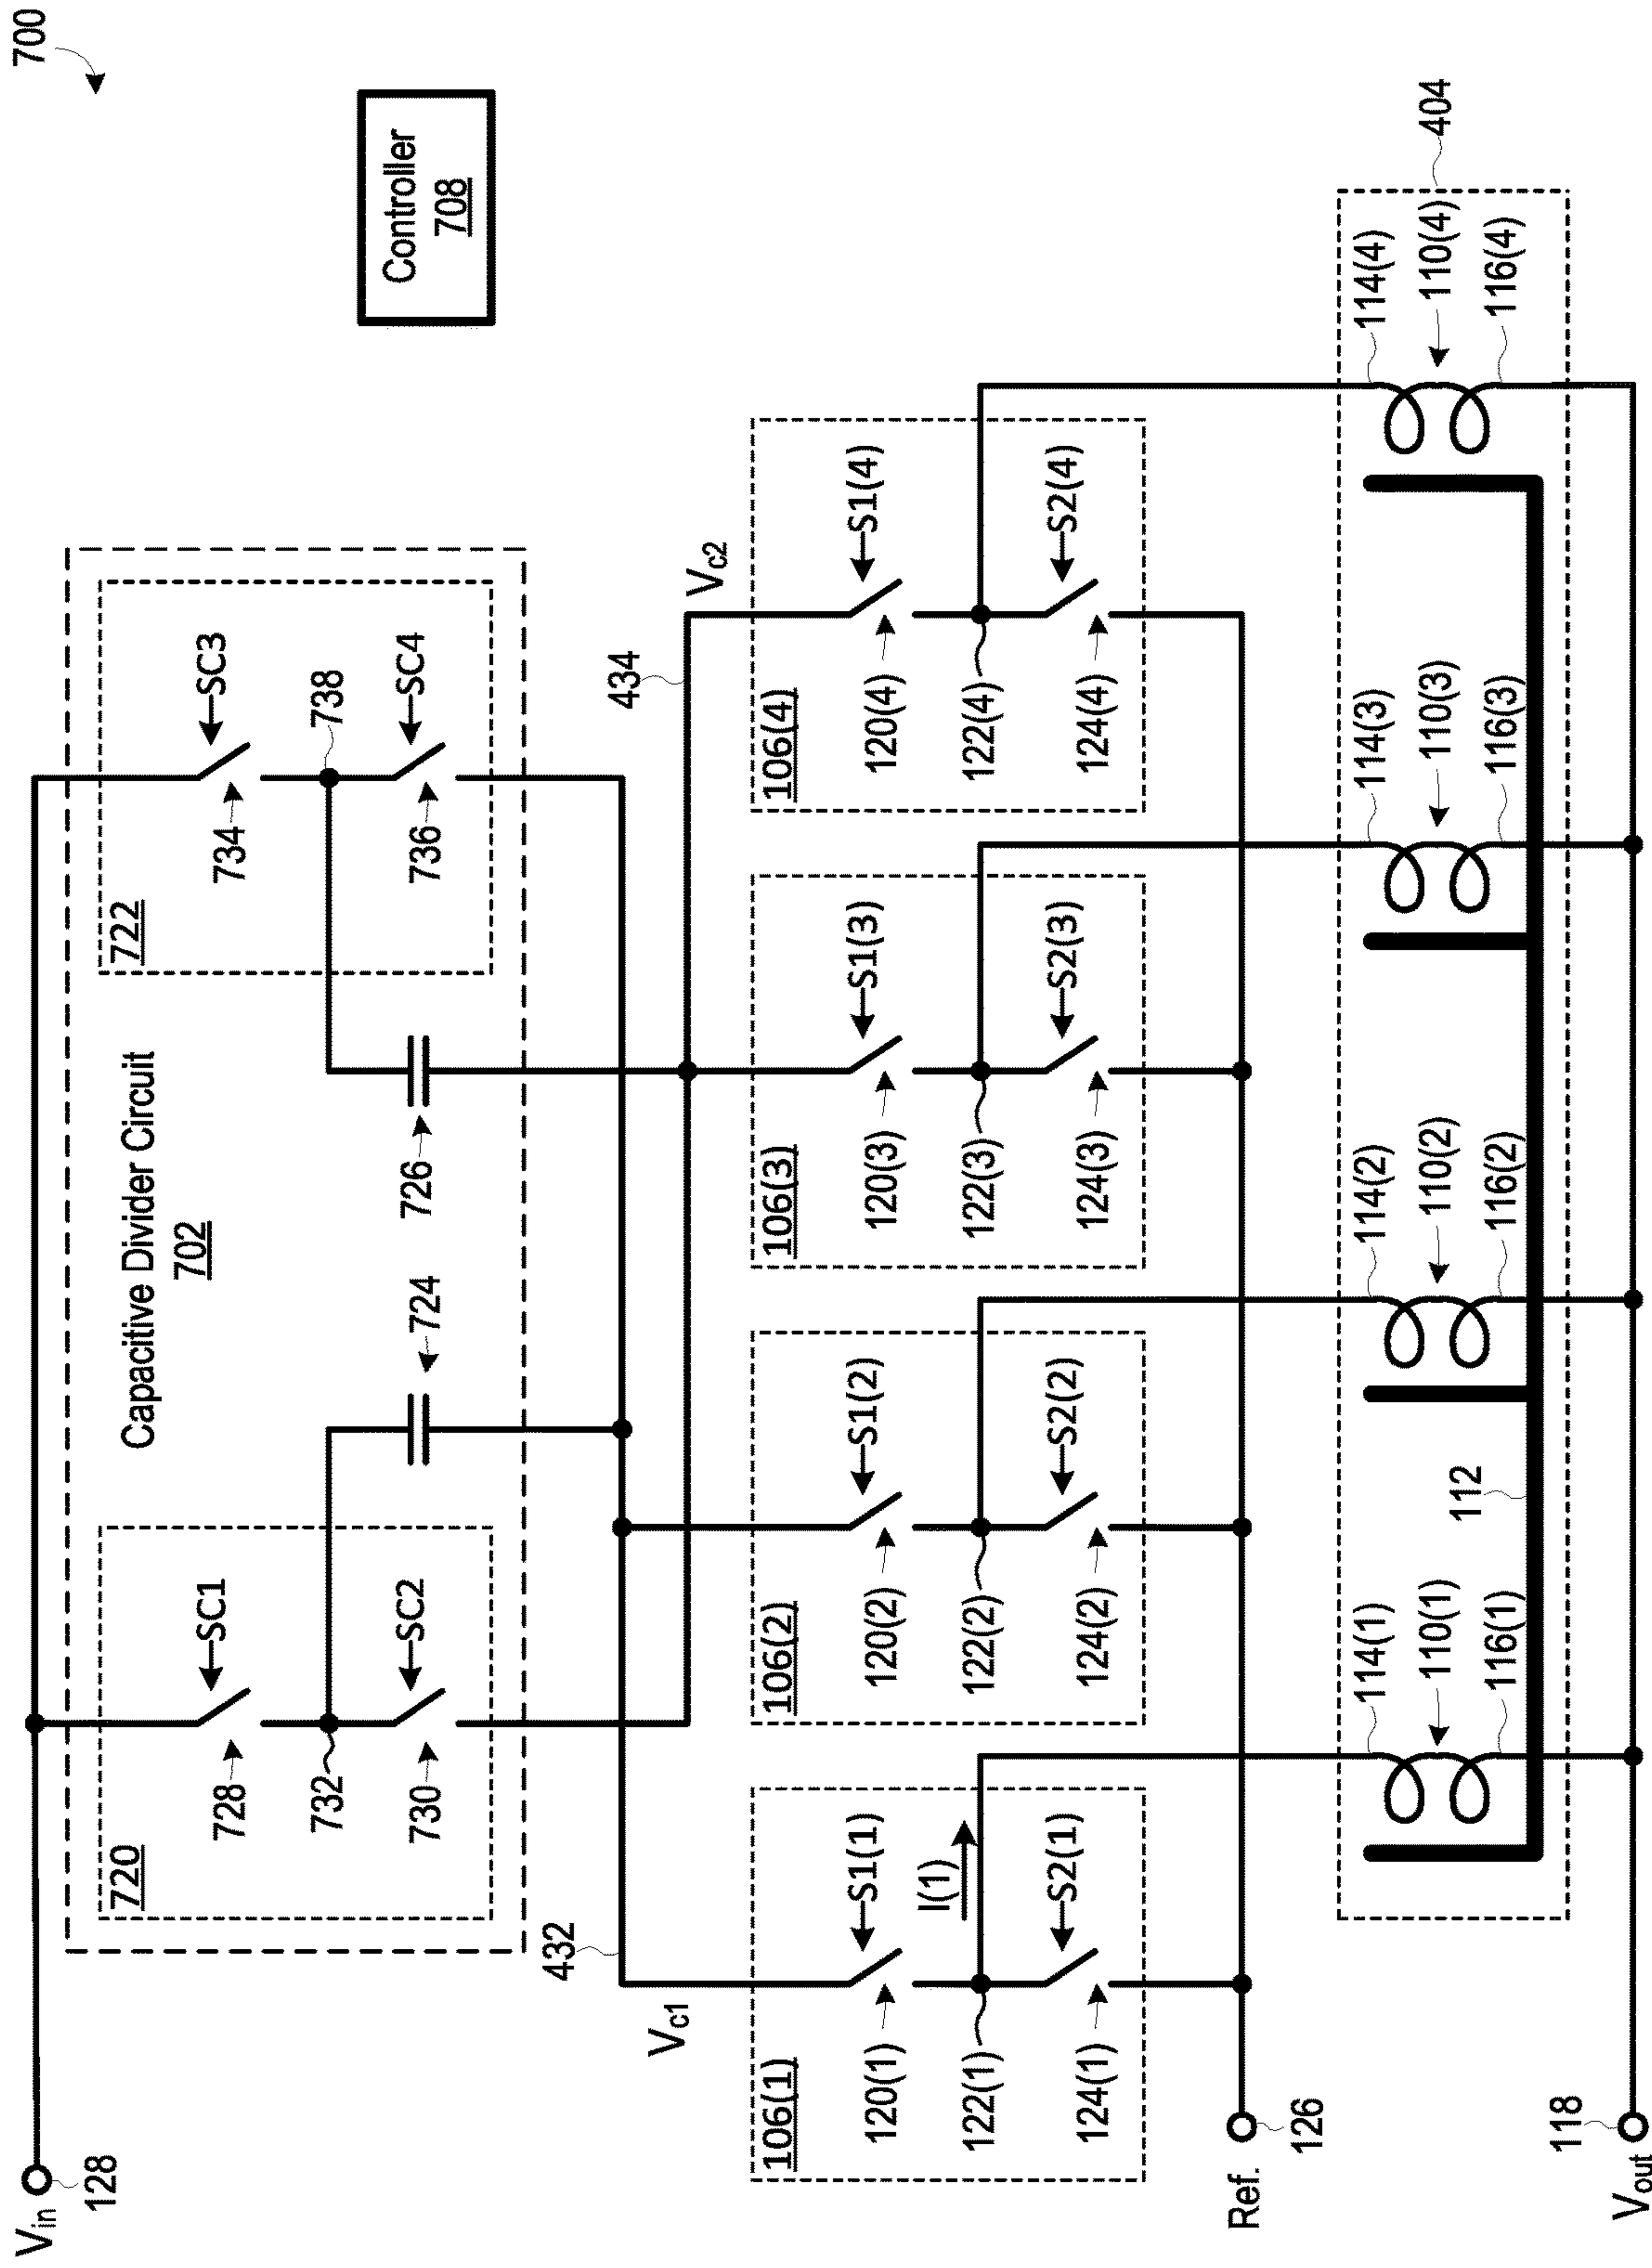 700
Controller
708
Capacitive Divider Circuit
702
720
SC1
728
732
SC2
730
724
726
722
SC3
734
738
SC4
736
Vin
128
432
Vc1
434
Vc2
106(1)
S1(1)
120(1)
I(1)
122(1)
S2(1)
124(1)
106(2)
S1(2)
120(2)
122(2)
S2(2)
124(2)
106(3)
S1(3)
120(3)
122(3)
S2(3)
124(3)
106(4)
S1(4)
120(4)
122(4)
S2(4)
124(4)
Ref.
126
404
114(1)
110(1)
116(1)
112
114(2)
110(2)
116(2)
114(3)
110(3)
116(3)
114(4)
110(4)
116(4)
118
Vout